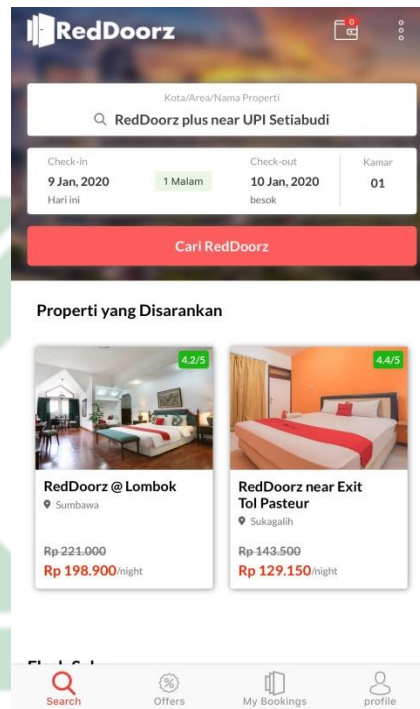 RedDoorz
0
Kota/Area/Nama Properti
RedDoorz plus near UPI Setiabudi
Check-in
Check-out
Kamar
9 Jan, 2020
1 Malam
10 Jan, 2020
01
Hari ini
besok
Cari RedDoorz
Properti yang Disarankan
4.2/5
4.4/5
RedDoorz @ Lombok
Sumbawa
Rp 221.000
Rp 198.900/night
RedDoorz near Exit
Tol Pasteur
Sukagalih
Rp 143.500
Rp 129.150/night
Search
Offers
My Bookings
profile